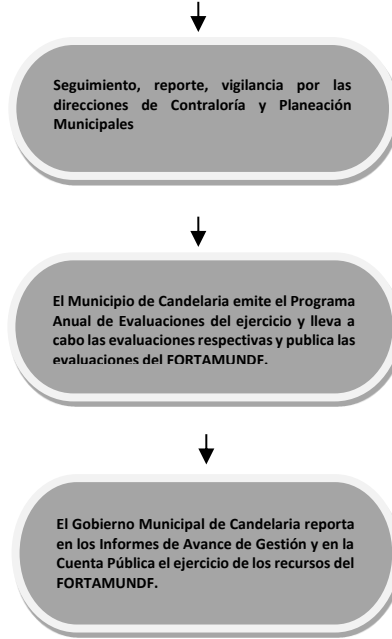 Seguimiento, reporte, vigilancia por las
direcciones de Contraloría y Planeación
Municipales
El Municipio de Candelaria emite el Programa
Anual de Evaluaciones del ejercicio y lleva a
cabo las evaluaciones respectivas y publica las
evaluaciones del FORTAMUNDF.
El Gobierno Municipal de Candelaria reporta
en los Informes de Avance de Gestión y en la
Cuenta Pública el ejercicio de los recursos del
FORTAMUNDF.